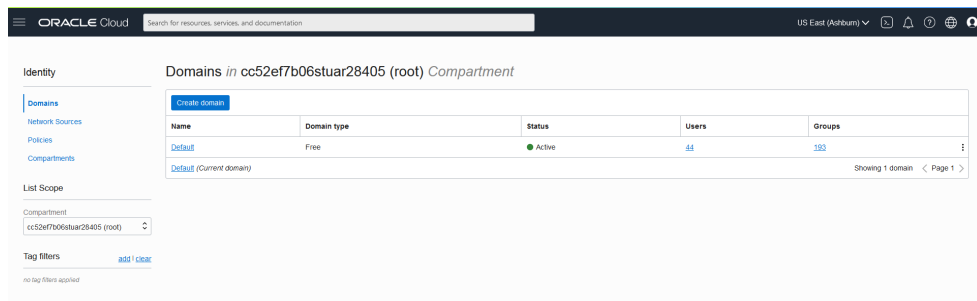 ORACLE Cloud
Search for resources, services, and documentation
US East (Ashburn)
Identity
Domains
Network Sources
Policies
Compartments
List Scope
Compartment
cc52ef7b06stuar28405 (root)
Tag filters
add | clear
no tag filters applied
Domains in cc52ef7b06stuar28405 (root) Compartment
Create domain
Name Domain type Status Users Groups
Default Free Active 44 193
Default (Current domain) Showing 1 domain < Page 1 >